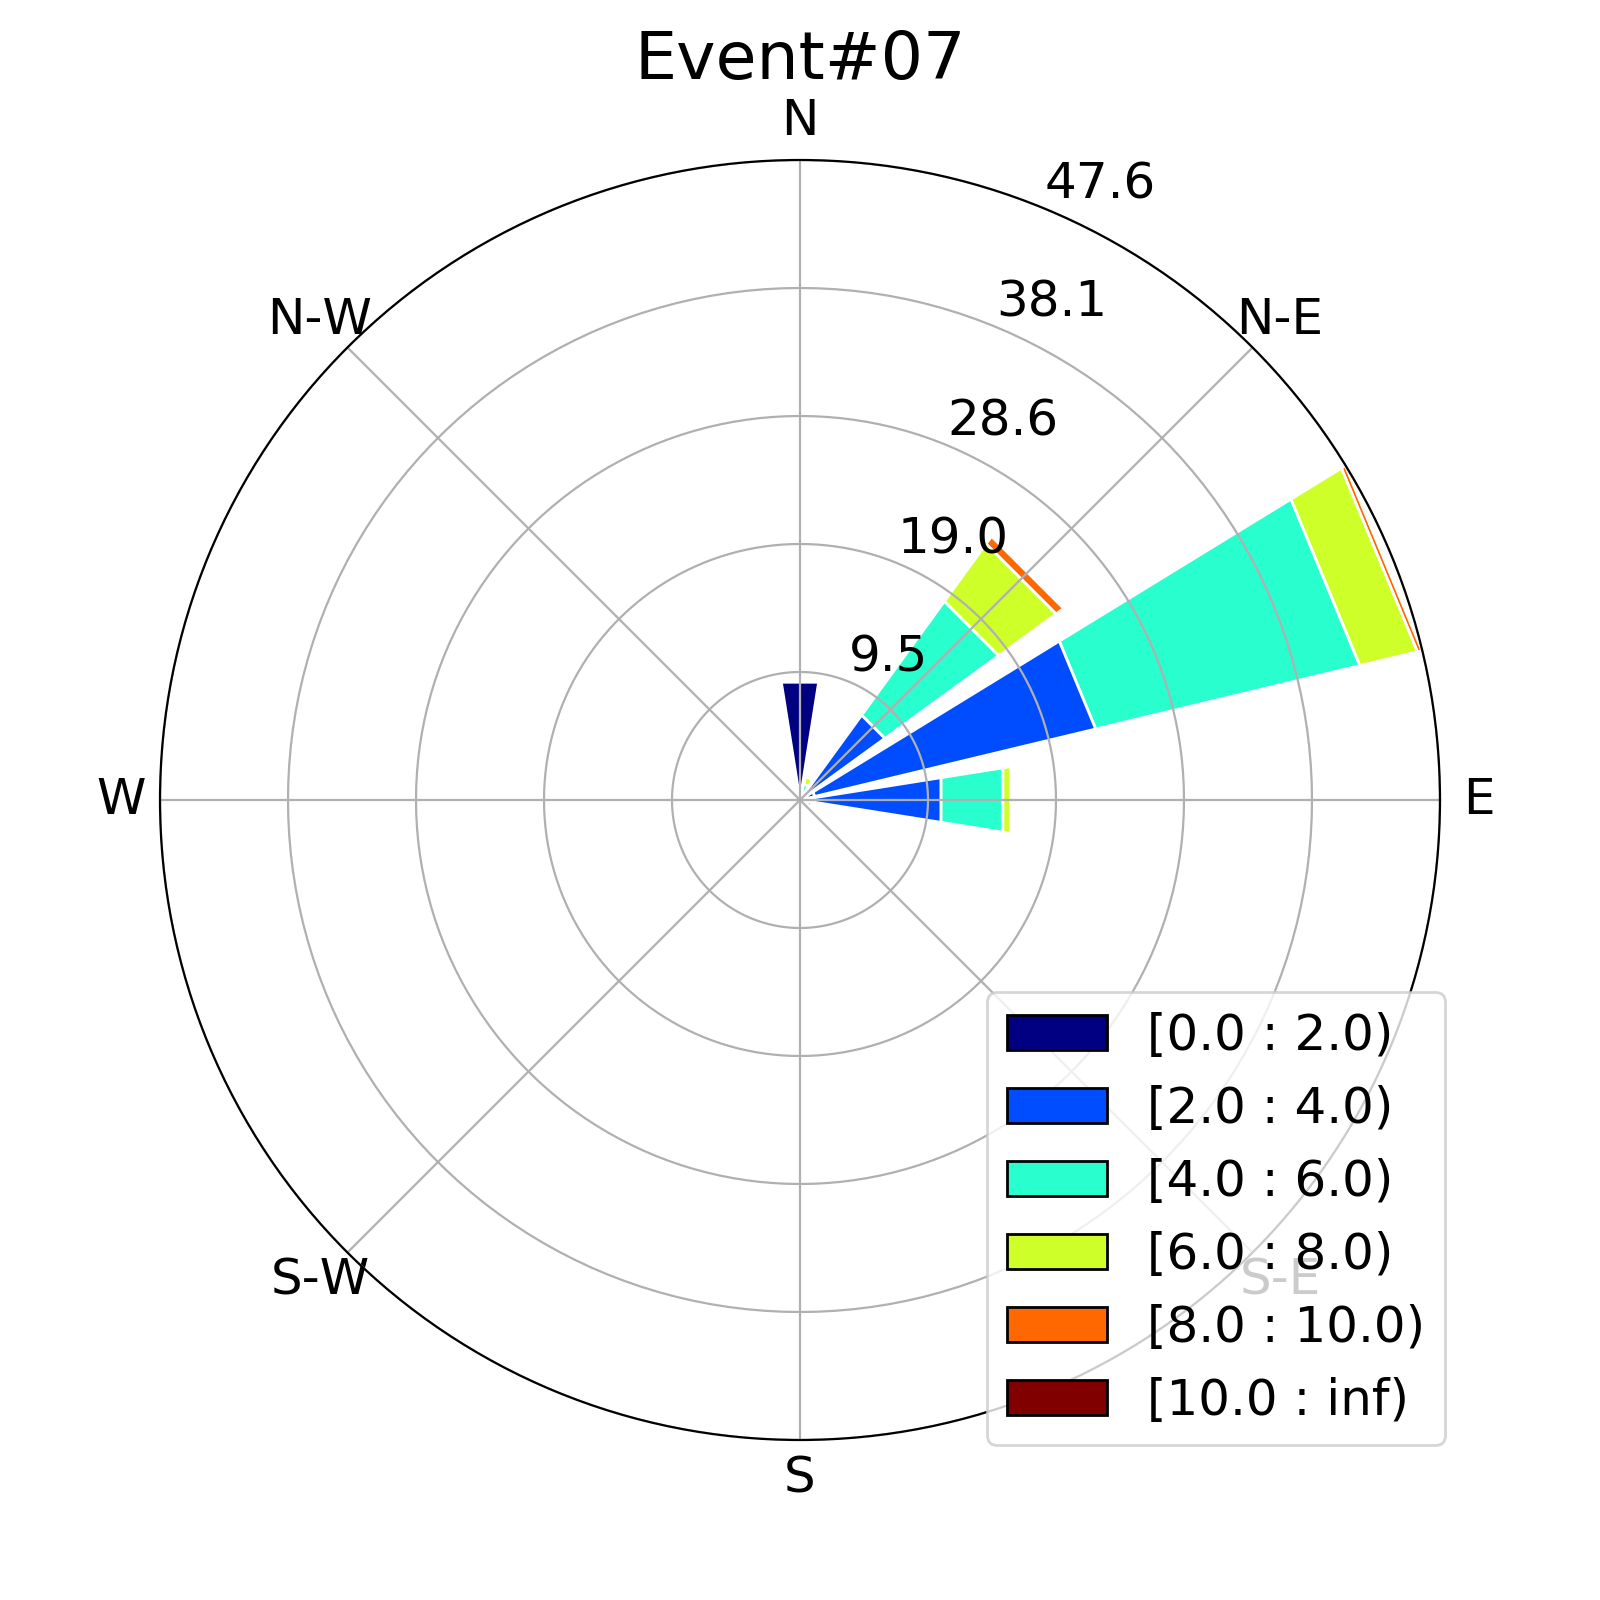 Event#07
N
47.6
38.1
N-W
N-E
28.6
19.0
9.5
W
E
[0.0 : 2.0)
[2.0 : 4.0)
[4.0 : 6.0)
[6.0 : 8.0)
S-W
S-E
[8.0 : 10.0)
[10.0 : inf)
S